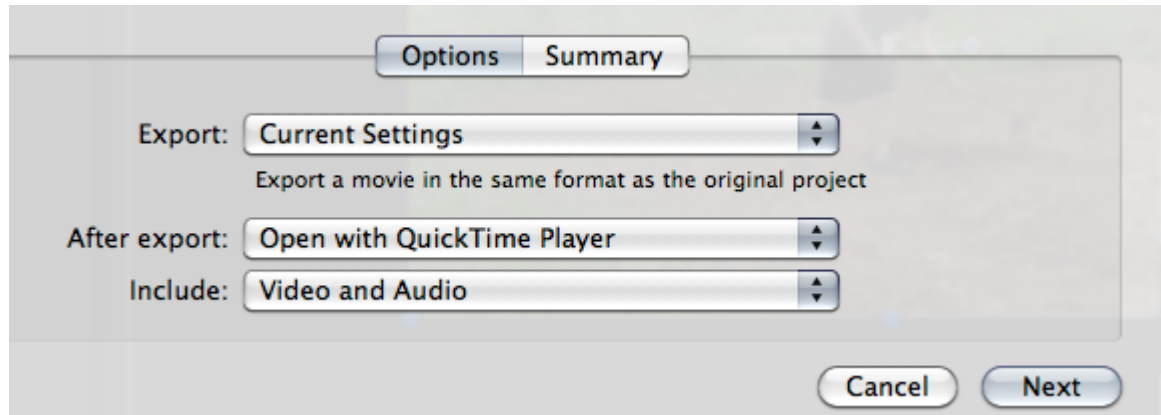 Options Summary
Export: Current Settings
Export a movie in the same format as the original project
After export: Open with QuickTime Player
Include: Video and Audio
Cancel Next